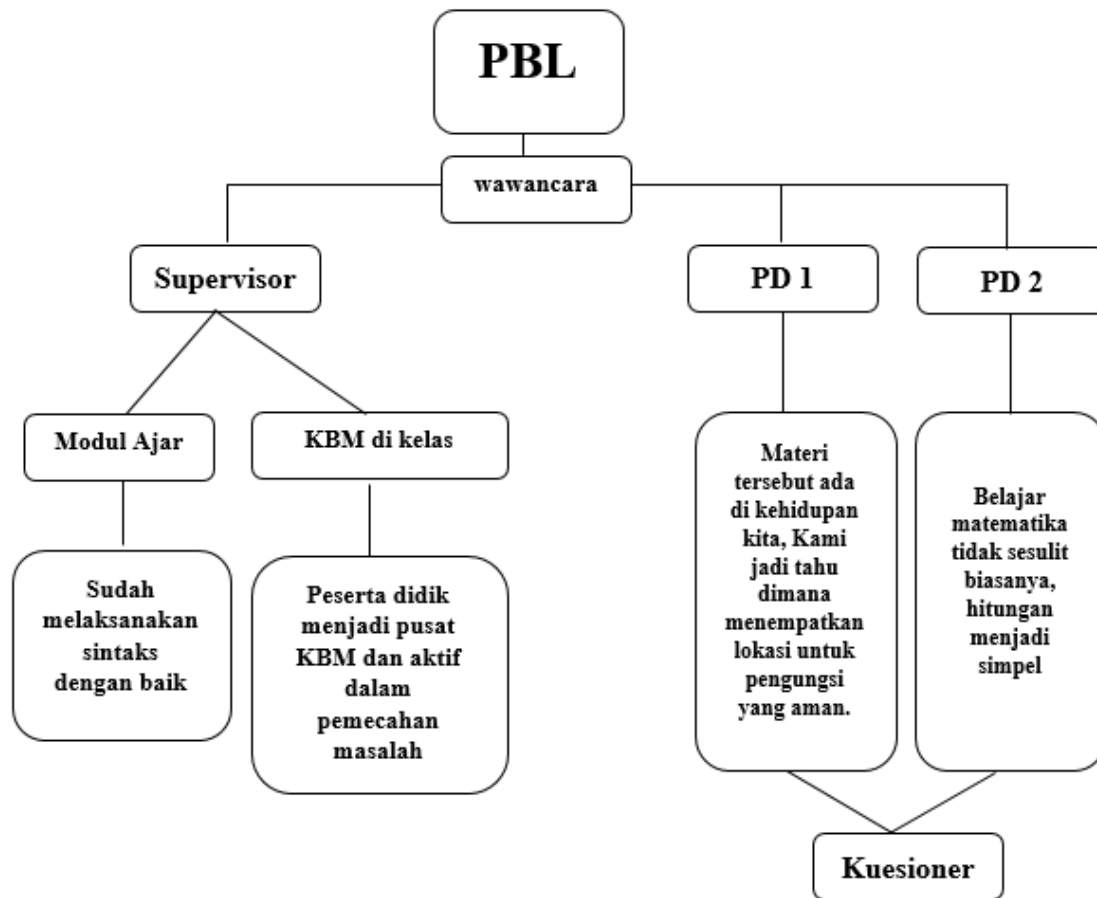 PBL
wawancara
Supervisor
PD 1
PD 2
Modul Ajar
KBM di kelas
Sudah
melaksanakan
sintaks
dengan baik
Peserta didik
menjadi pusat
KBM dan aktif
dalam
pemecahan
masalah
Materi
tersebut ada
di kehidupan
kita, Kami
jadi tahu
dimana
menempatkan
lokasi untuk
pengungsi
yang aman.
Belajar
matematika
tidak sesulit
biasanya,
hitungan
menjadi
simpel
Kuesioner